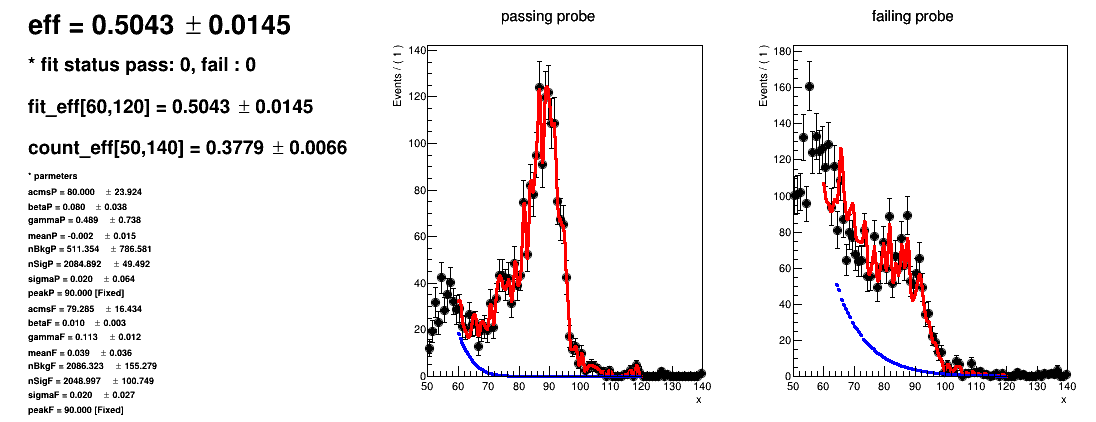 eff = 0.5043 ± 0.0145
* fit status pass: 0, fail : 0
fit_eff[60,120] = 0.5043 ± 0.0145
count_eff[50,140] = 0.3779 ± 0.0066
* parmeters
acmsP = 80.000 ± 23.924
betaP = 0.080 ± 0.038
gammaP = 0.489 ± 0.738
meanP = -0.002 ± 0.015
nBkgP = 511.354 ± 786.581
nSigP = 2084.892 ± 49.492
sigmaP = 0.020 ± 0.064
peakP = 90.000 [Fixed]
acmsF = 79.285 ± 16.434
betaF = 0.010 ± 0.003
gammaF = 0.113 ± 0.012
meanF = 0.039 ± 0.036
nBkgF = 2086.323 ± 155.279
nSigF = 2048.997 ± 100.749
sigmaF = 0.020 ± 0.027
peakF = 90.000 [Fixed]
passing probe
Events / ( 1 )
140
120
100
80
60
40
20
0
50 60 70 80 90 100 110 120 130 140
x
failing probe
Events / ( 1 )
180
160
140
120
100
80
60
40
20
0
50 60 70 80 90 100 110 120 130 140
x